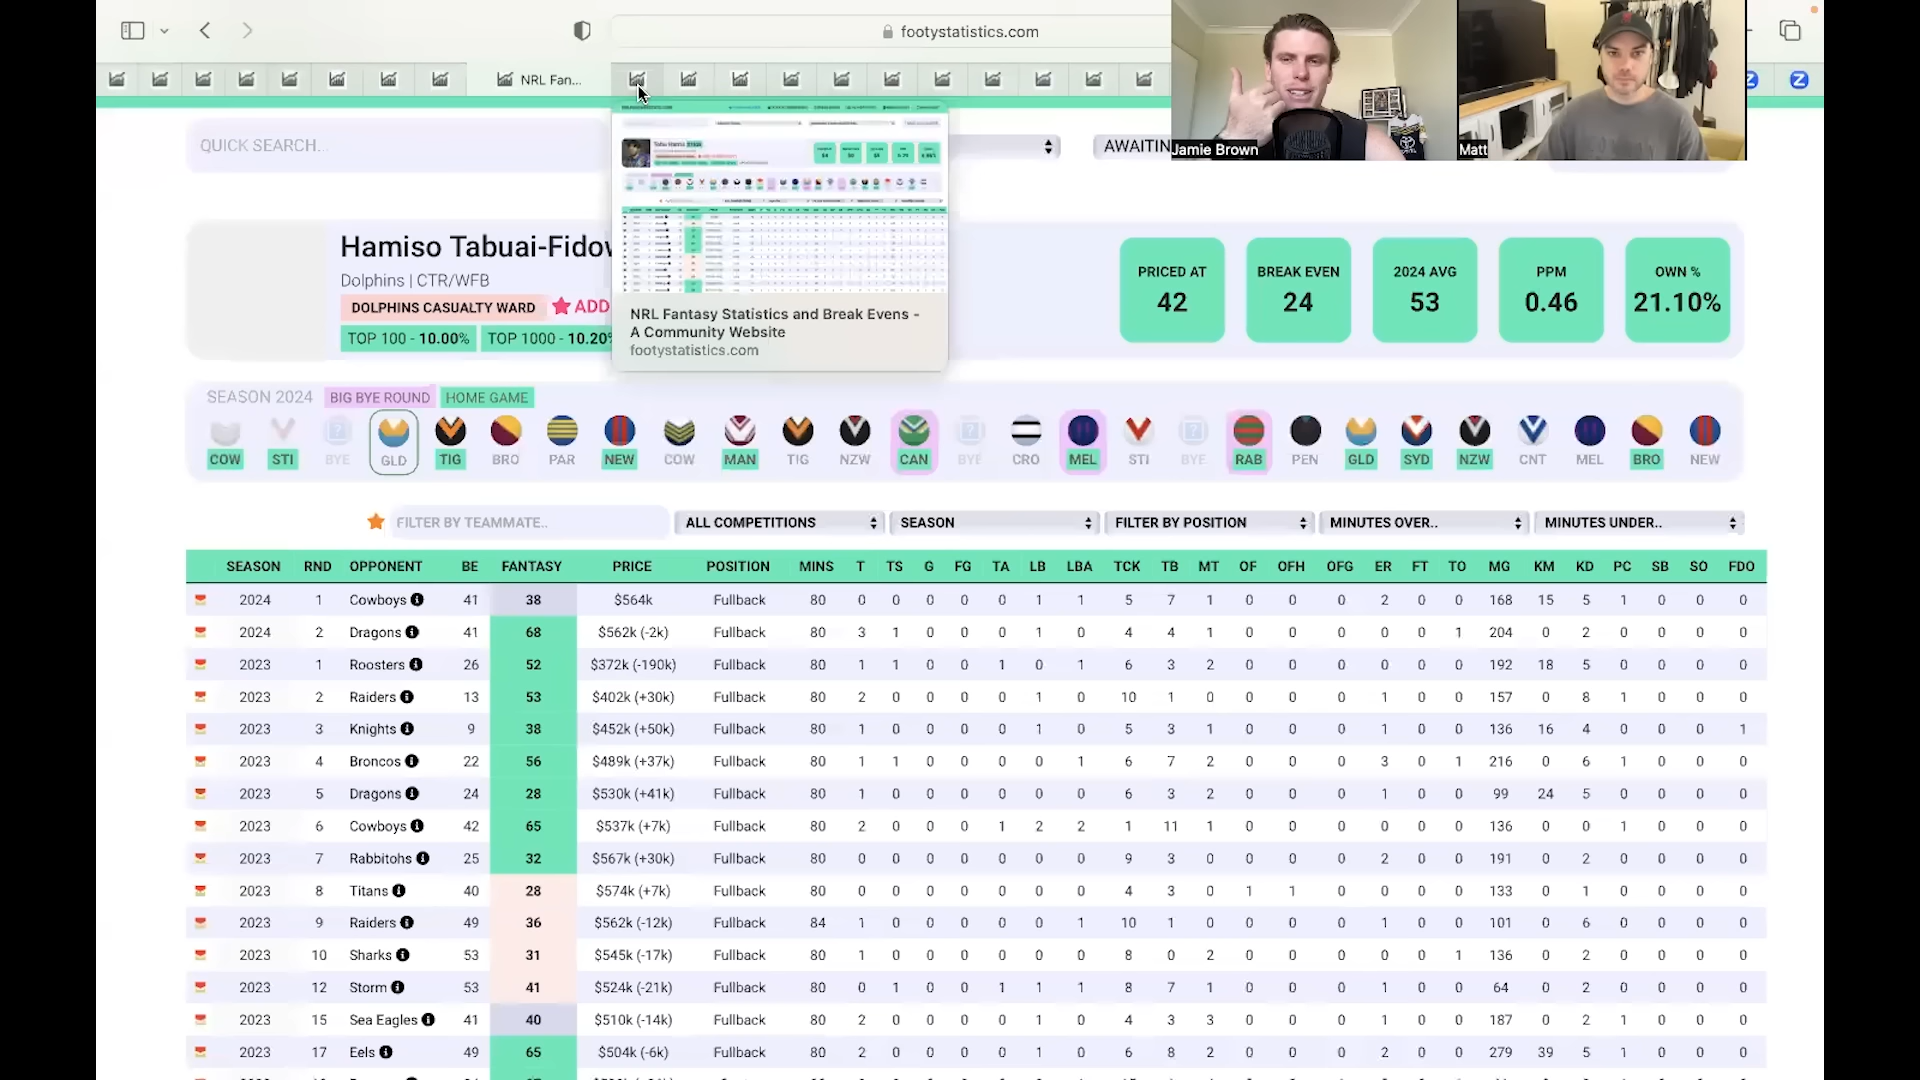 footystatistics.com
NRL Fan...
QUICK SEARCH...
AWAITIN
Jamie Brown
Matt
Hamiso Tabuai-Fidow
Dolphins | CTR/WFB
DOLPHINS CASUALTY WARD ADD
TOP 100 - 10.00% TOP 1000 - 10.20%
NRL Fantasy Statistics and Break Evens -
A Community Website
footystatistics.com
PRICED AT BREAK EVEN 2024 AVG PPM OWN %
42 24 53 0.46 21.10%
SEASON 2024 BIG BYE ROUND HOME GAME
COW STI BYE GLD TIG BRO PAR NEW COW MAN TIG NZW CAN BYE CRO MEL STI BYE RAB PEN GLD SYD NZW CNT MEL BRO NEW
FILTER BY TEAMMATE.. ALL COMPETITIONS SEASON FILTER BY POSITION MINUTES OVER.. MINUTES UNDER..
SEASON RND OPPONENT BE FANTASY PRICE POSITION MINS T TS G FG TA LB LBA TCK TB MT OF OFH OFG ER FT TO MG KM KD PC SB SO FDO
2024 1 Cowboys 41 38 $564k Fullback 80 0 0 0 0 0 1 1 5 7 1 0 0 0 2 0 0 168 15 5 1 0 0 0
2024 2 Dragons 41 68 $562k (-2k) Fullback 80 3 1 0 0 0 1 0 4 4 1 0 0 0 0 0 1 204 0 2 0 0 0 0
2023 1 Roosters 26 52 $372k (-190k) Fullback 80 1 1 0 0 1 0 1 6 3 2 0 0 0 0 0 0 192 18 5 0 0 0 0
2023 2 Raiders 13 53 $402k (+30k) Fullback 80 2 0 0 0 0 1 0 10 1 0 0 0 0 1 0 0 157 0 8 1 0 0 0
2023 3 Knights 9 38 $452k (+50k) Fullback 80 1 0 0 0 0 1 0 5 3 1 0 0 0 1 0 0 136 16 4 0 0 0 1
2023 4 Broncos 22 56 $489k (+37k) Fullback 80 1 1 0 0 0 0 1 6 7 2 0 0 0 3 0 1 216 0 6 1 0 0 0
2023 5 Dragons 24 28 $530k (+41k) Fullback 80 1 0 0 0 0 0 0 6 3 2 0 0 0 1 0 0 99 24 5 0 0 0 0
2023 6 Cowboys 42 65 $537k (+7k) Fullback 80 2 0 0 0 1 2 2 1 11 1 0 0 0 0 0 0 136 0 0 1 0 0 0
2023 7 Rabbitohs 25 32 $567k (+30k) Fullback 80 0 0 0 0 0 0 0 9 3 0 0 0 0 2 0 0 191 0 2 0 0 0 0
2023 8 Titans 40 28 $574k (+7k) Fullback 80 0 0 0 0 0 0 0 4 3 0 1 1 0 0 0 0 133 0 1 0 0 0 0
2023 9 Raiders 49 36 $562k (-12k) Fullback 84 1 0 0 0 0 0 1 10 1 0 0 0 0 1 0 0 101 0 6 0 0 0 0
2023 10 Sharks 53 31 $545k (-17k) Fullback 80 1 0 0 0 0 0 0 8 0 2 0 0 0 0 0 1 136 0 2 0 0 0 0
2023 12 Storm 53 41 $524k (-21k) Fullback 80 0 1 0 0 1 1 1 8 7 1 0 0 0 1 0 0 64 0 2 0 0 0 0
2023 15 Sea Eagles 41 40 $510k (-14k) Fullback 80 2 0 0 0 0 1 0 4 3 3 0 0 0 1 0 0 187 0 2 1 0 0 0
2023 17 Eels 49 65 $504k (-6k) Fullback 80 2 0 0 0 0 1 0 6 8 2 0 0 0 2 0 0 279 39 5 1 0 0 0